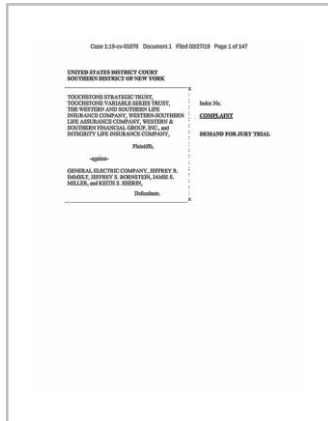 Case 1:19-cv-01876 Document 1 Filed 02/27/19 Page 1 of 147
UNITED STATES DISTRICT COURT
SOUTHERN DISTRICT OF NEW YORK
TOUCHSTONE STRATEGIC TRUST,
TOUCHSTONE VARIABLE SERIES TRUST,
THE WESTERN AND SOUTHERN LIFE
INSURANCE COMPANY, WESTERN-SOUTHERN
LIFE ASSURANCE COMPANY, WESTERN &
SOUTHERN FINANCIAL GROUP, INC., and
INTEGRITY LIFE INSURANCE COMPANY,
Plaintiffs,
-against-
GENERAL ELECTRIC COMPANY, JEFFREY R.
IMMELT, JEFFREY S. BORNSTEIN, JAMIE S.
MILLER, and KEITH S. SHERIN,
Defendants.
Index No.
COMPLAINT
DEMAND FOR JURY TRIAL